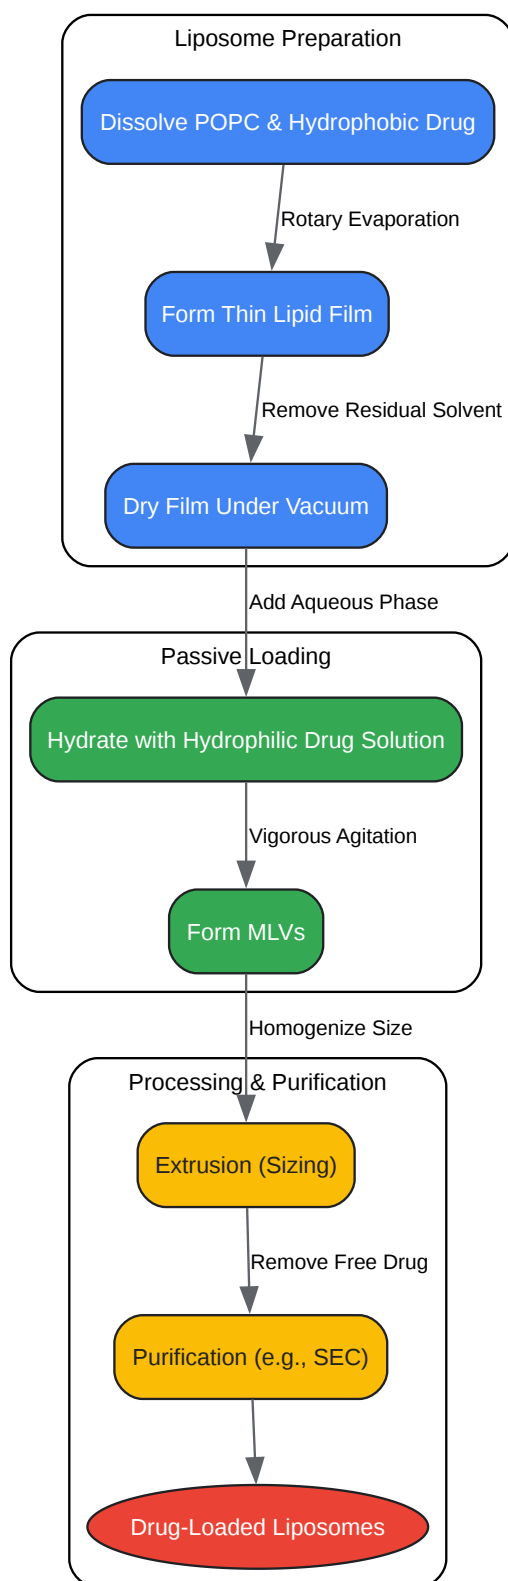 Liposome Preparation
Dissolve POPC & Hydrophobic Drug
Rotary Evaporation
Form Thin Lipid Film
Remove Residual Solvent
Dry Film Under Vacuum
Add Aqueous Phase
Passive Loading
Hydrate with Hydrophilic Drug Solution
Vigorous Agitation
Form MLVs
Homogenize Size
Processing & Purification
Extrusion (Sizing)
Remove Free Drug
Purification (e.g., SEC)
Drug-Loaded Liposomes